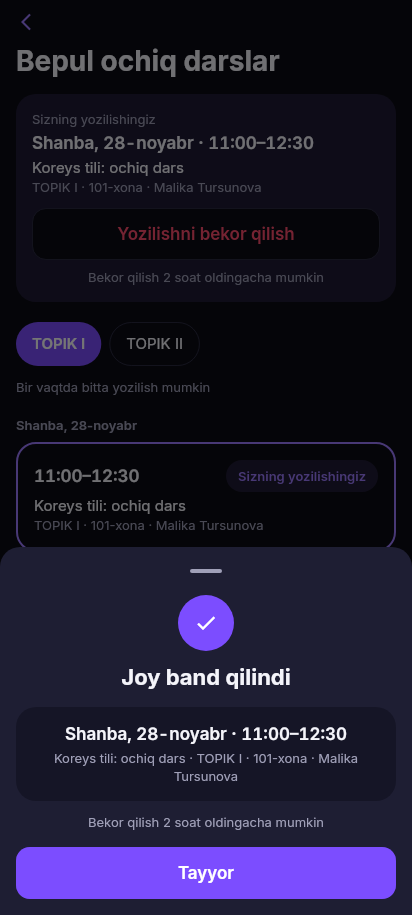 Bepul ochiq darslar
Sizning yozilishingiz
Shanba, 28-noyabr · 11:00–12:30
Koreys tili: ochiq dars
TOPIK I · 101-xona · Malika Tursunova
Yozilishni bekor qilish
Bekor qilish 2 soat oldingacha mumkin
TOPIK I
TOPIK II
Bir vaqtda bitta yozilish mumkin
Shanba, 28-noyabr
11:00–12:30
Sizning yozilishingiz
Koreys tili: ochiq dars
TOPIK I · 101-xona · Malika Tursunova
Joy band qilindi
Shanba, 28-noyabr · 11:00–12:30
Koreys tili: ochiq dars · TOPIK I · 101-xona · Malika
Tursunova
Bekor qilish 2 soat oldingacha mumkin
Tayyor